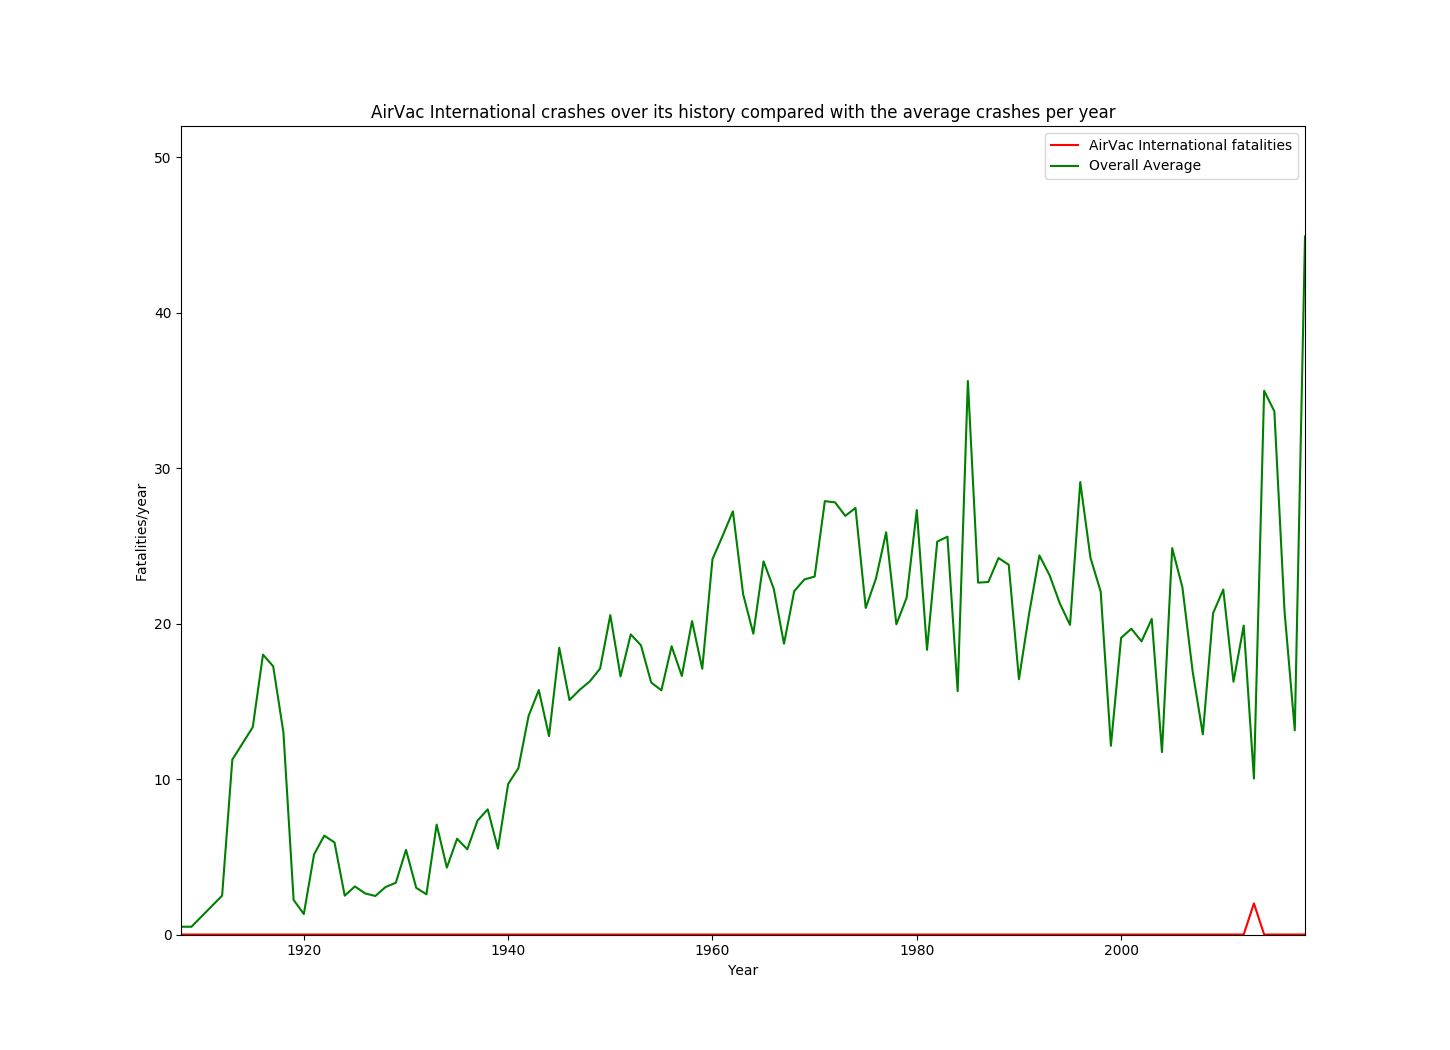 AirVac International crashes over its history compared with the average crashes per year
AirVac International fatalities
Overall Average
50
40
30
20
10
0
Fatalities/year
1920
1940
1960
1980
2000
Year